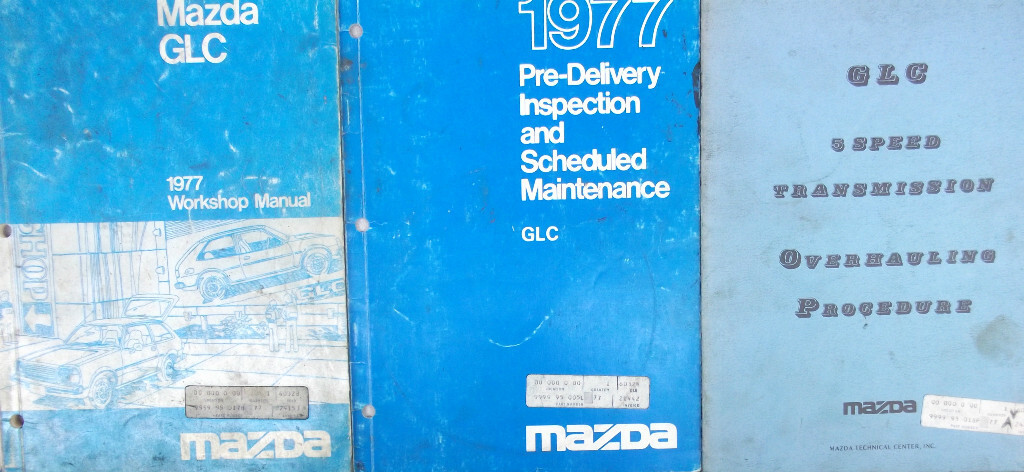 Mazda
GLC
1977
Workshop Manual
SHOP
mazda
1977
Pre-Delivery
Inspection
and
Scheduled
Maintenance
GLC
mazda
GLC
5 SPEED
TRANSMISSION
OVERHAULING
PROCEDURE
mazda
MAZDA TECHNICAL CENTER, INC.